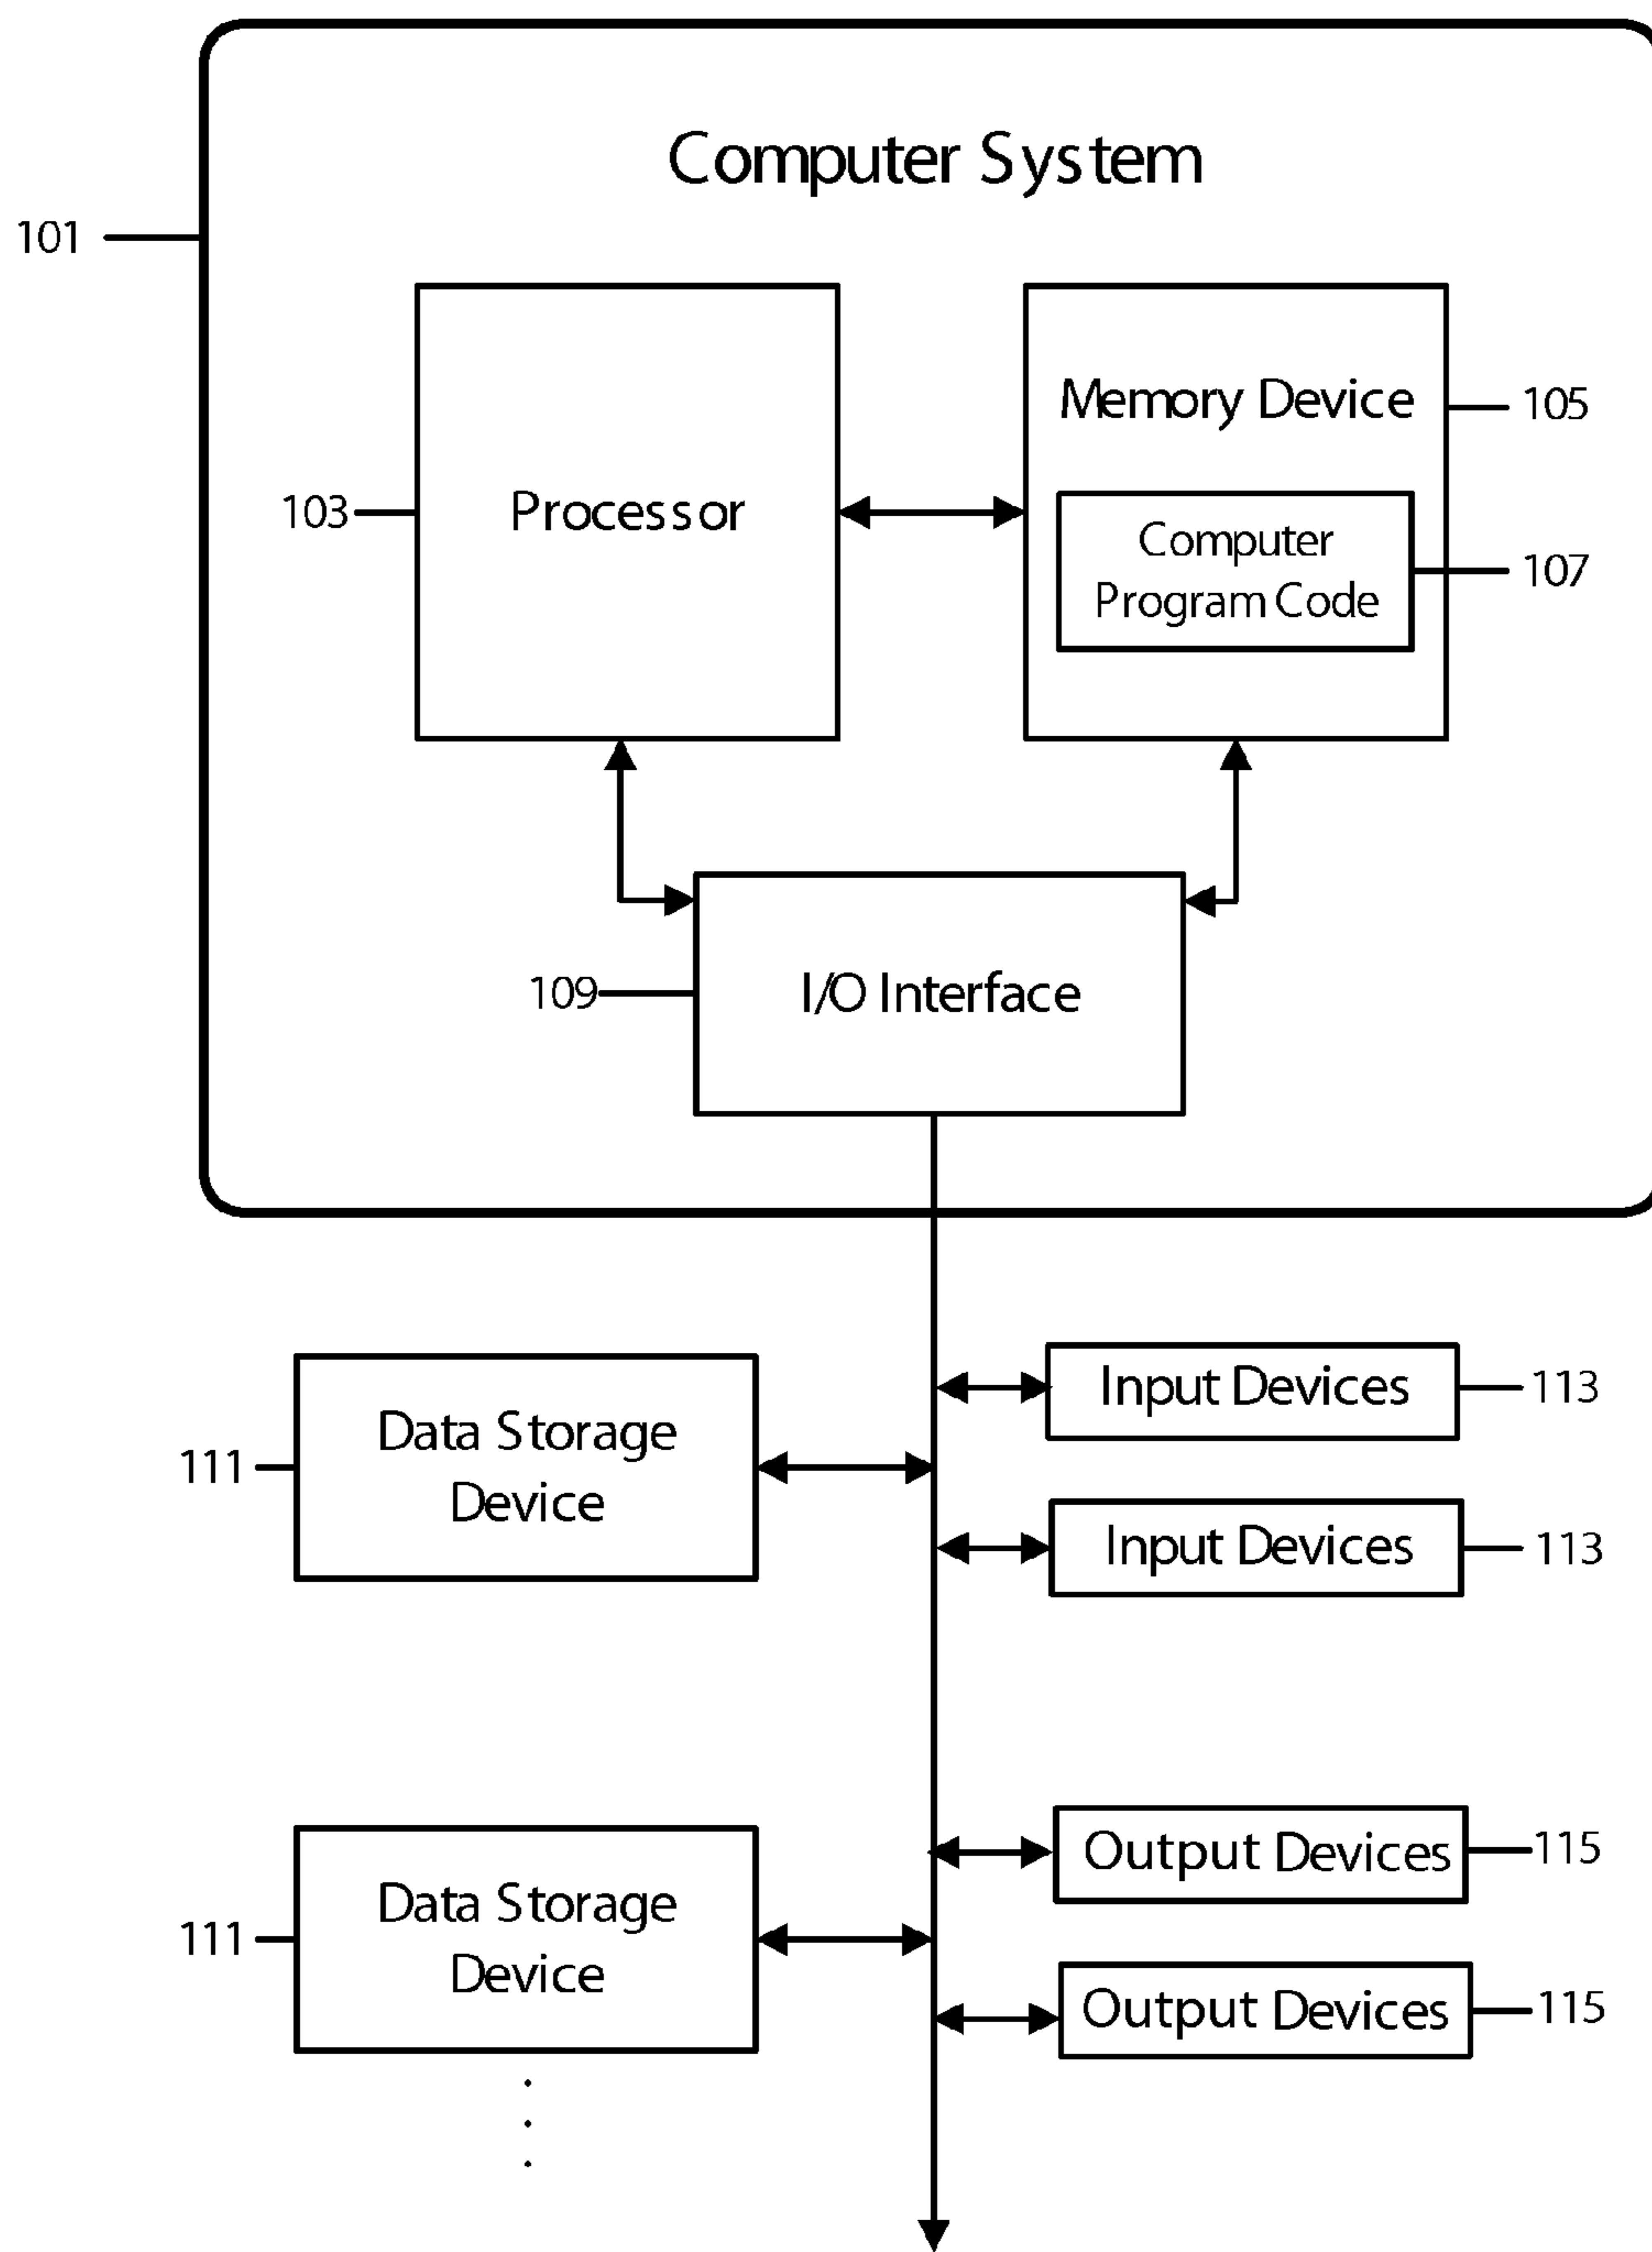 Computer System
101
Processor
103
Memory Device
105
Computer
Program Code
107
I/O Interface
109
Data Storage
Device
111
Input Devices
113
Input Devices
113
Data Storage
Device
111
Output Devices
115
Output Devices
115